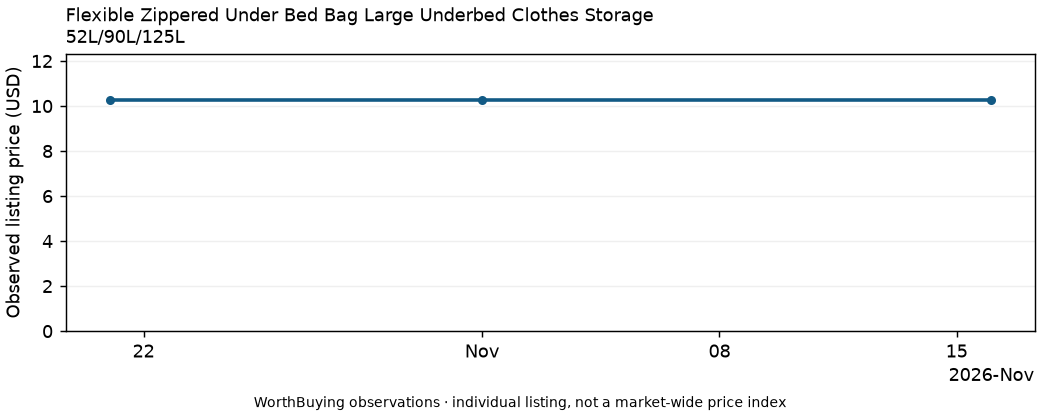 Flexible Zippered Under Bed Bag Large Underbed Clothes Storage
52L/90L/125L
Observed listing price (USD)
12
10
8
6
4
2
0
22
Nov
08
15
2026-Nov
WorthBuying observations · individual listing, not a market-wide price index